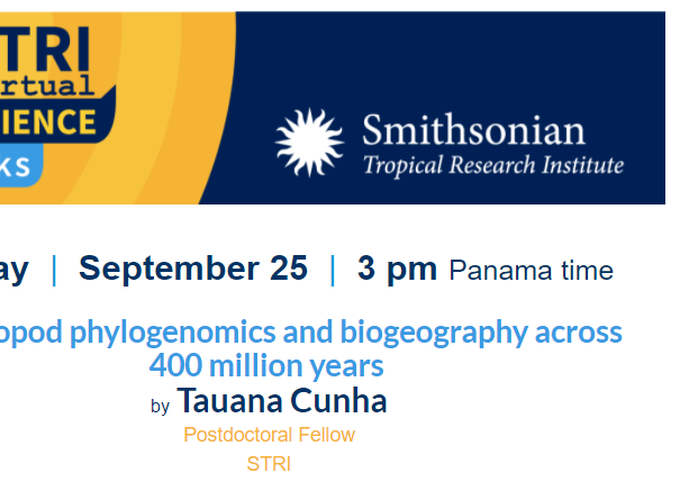 TRI
rtual
IENCE
KS
Smithsonian
Tropical Research Institute
ay | September 25 | 3 pm Panama time
opod phylogenomics and biogeography across
400 million years
by Tauana Cunha
Postdoctoral Fellow
STRI